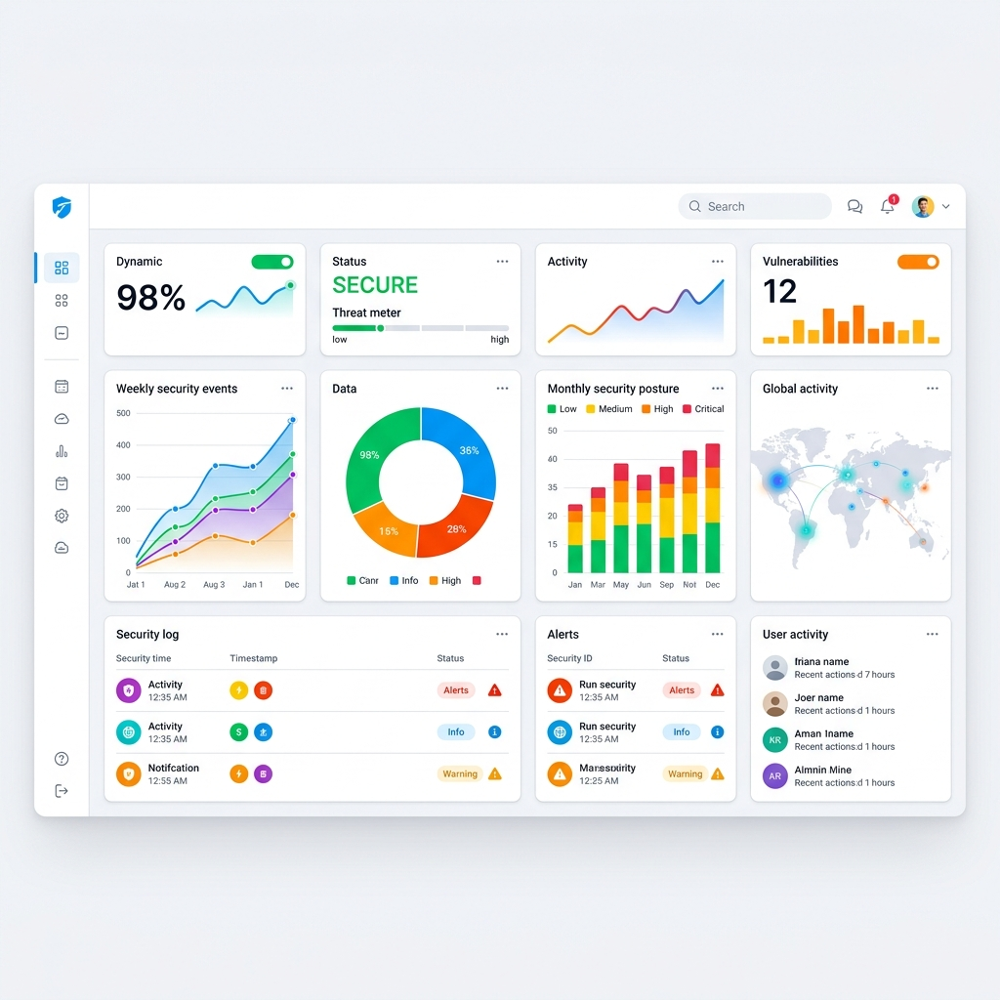 Search
1
Dynamic
98%
Status
SECURE
Threat meter
low high
Activity
Vulnerabilities
12
Weekly security events
500
400
300
200
100
0
Jat 1 Aug 2 Aug 3 Jan 1 Dec
Data
98%
36%
15%
28%
Canr Info High
Monthly security posture
Low Medium High Critical
50
40
35
20
15
0
Jan Mar May Jun Sep Not Dec
Global activity
Security log
Security time Timestamp Status
Activity
12:35 AM
Alerts
Activity
12:35 AM
S
Info
Notifcation
12:55 AM
Warning
Alerts
Security ID Status
Run security
12:35 AM
Alerts
Run security
12:35 AM
Info
12:25 AM
Warning
User activity
name
Recent actions d 7 hours
Joer name
Recent actions d 1 hours
KR
Aman
Recent actions d 1 hours
AR
Almnin Mine
Recent actions d 1 hours